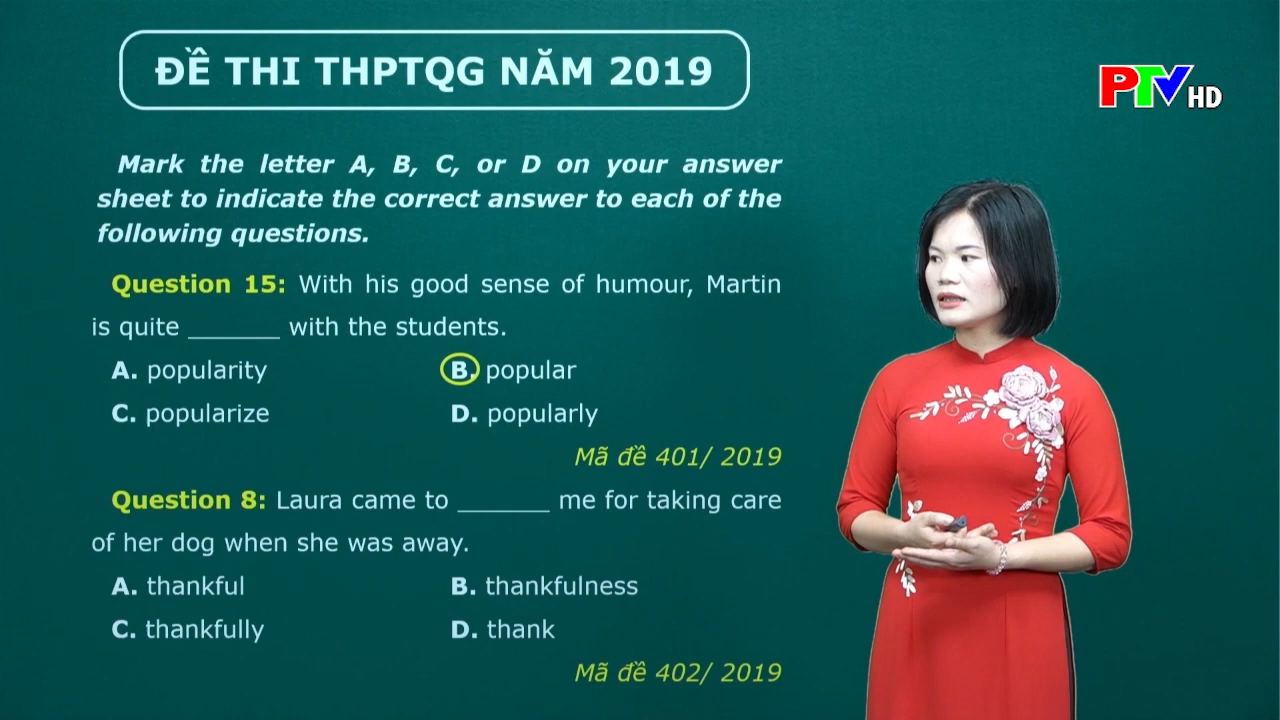 ĐỀ THI THPTQG NĂM 2019
PTV HD
Mark the letter A, B, C, or D on your answer
sheet to indicate the correct answer to each of the
following questions.
Question 15: With his good sense of humour, Martin
is quite _______ with the students.
A. popularity B. popular
C. popularize D. popularly
Mã đề 401/ 2019
Question 8: Laura came to _______ me for taking care
of her dog when she was away.
A. thankful B. thankfulness
C. thankfully D. thank
Mã đề 402/ 2019